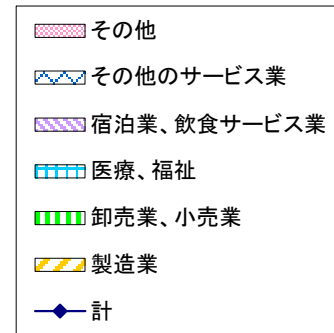 その他
その他のサービス業
宿泊業、飲食サービス業
医療、福祉
卸売業、小売業
製造業
計